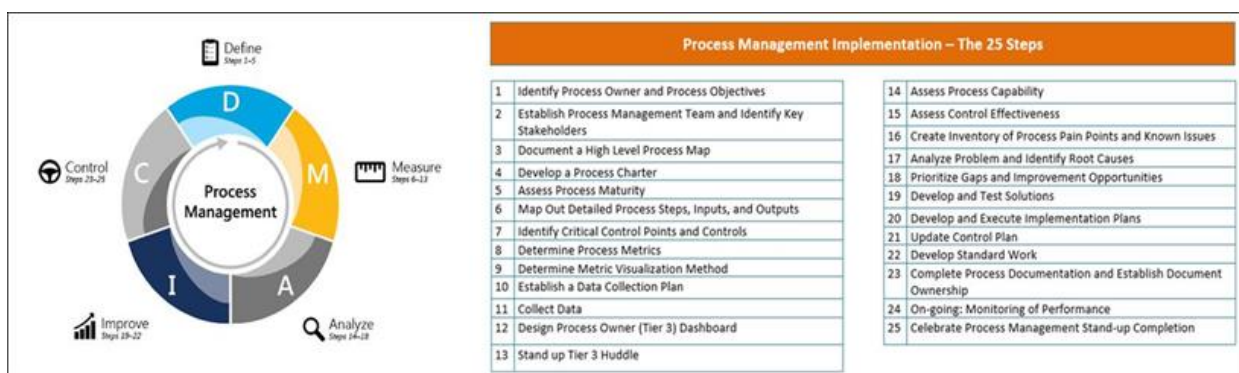 Define
Steps 1–5
D
M
Measure
Steps 6–13
A
Analyze
Steps 14–18
I
Improve
Steps 19–22
C
Control
Steps 23–25
Process
Management
Process Management Implementation – The 25 Steps
1 Identify Process Owner and Process Objectives
2 Establish Process Management Team and Identify Key
Stakeholders
3 Document a High Level Process Map
4 Develop a Process Charter
5 Assess Process Maturity
6 Map Out Detailed Process Steps, Inputs, and Outputs
7 Identify Critical Control Points and Controls
8 Determine Process Metrics
9 Determine Metric Visualization Method
10 Establish a Data Collection Plan
11 Collect Data
12 Design Process Owner (Tier 3) Dashboard
13 Stand up Tier 3 Huddle
14 Assess Process Capability
15 Assess Control Effectiveness
16 Create Inventory of Process Pain Points and Known Issues
17 Analyze Problem and Identify Root Causes
18 Prioritize Gaps and Improvement Opportunities
19 Develop and Test Solutions
20 Develop and Execute Implementation Plans
21 Update Control Plan
22 Develop Standard Work
23 Complete Process Documentation and Establish Document
Ownership
24 On-going: Monitoring of Performance
25 Celebrate Process Management Stand-up Completion